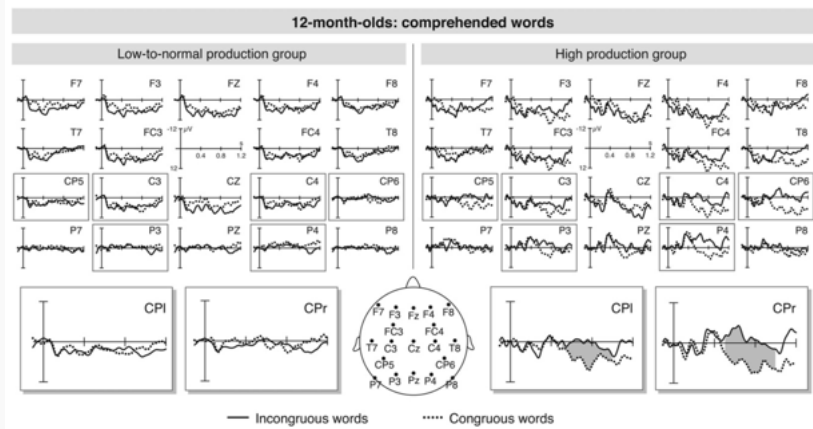 12-month-olds: comprehended words
Low-to-normal production group
High production group
F7 F3 FZ F4 F8
T7 FC3 -12 µV s 0.4 0.8 1.2 12 FC4 T8
CP5 C3 CZ C4 CP6
P7 P3 PZ P4 P8
F7 F3 FZ F4 F8
T7 FC3 -12 µV s 0.4 0.8 1.2 12 FC4 T8
CP5 C3 CZ C4 CP6
P7 P3 PZ P4 P8
CPl
CPr
F7 F3 Fz F4 F8
FC3 FC4
T7 C3 Cz C4 T8
CP5 CP6
P7 P3 Pz P4 P8
CPl
CPr
Incongruous words
Congruous words